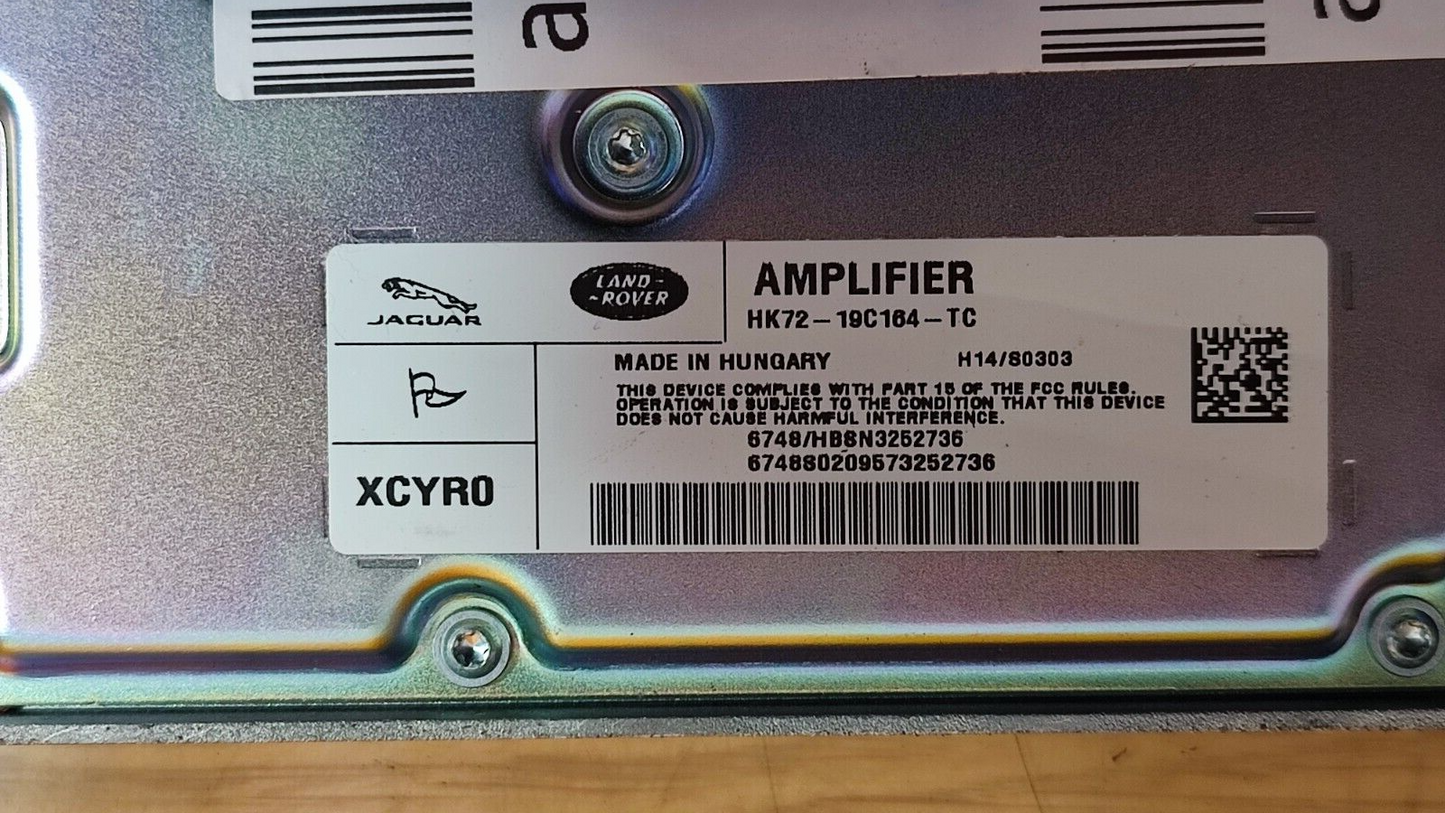 a
a
JAGUAR
LAND-
~ROVER
AMPLIFIER
HK72-19C164-TC
MADE IN HUNGARY H14/S0303
THIS DEVICE COMPLIES WITH PART 15 OF THE FCC RULES.
OPERATION IS SUBJECT TO THE CONDITION THAT THIS DEVICE
DOES NOT CAUSE HARMFUL INTERFERENCE.
6748/HBSN3252736
6748S0209573252736
XCYR0